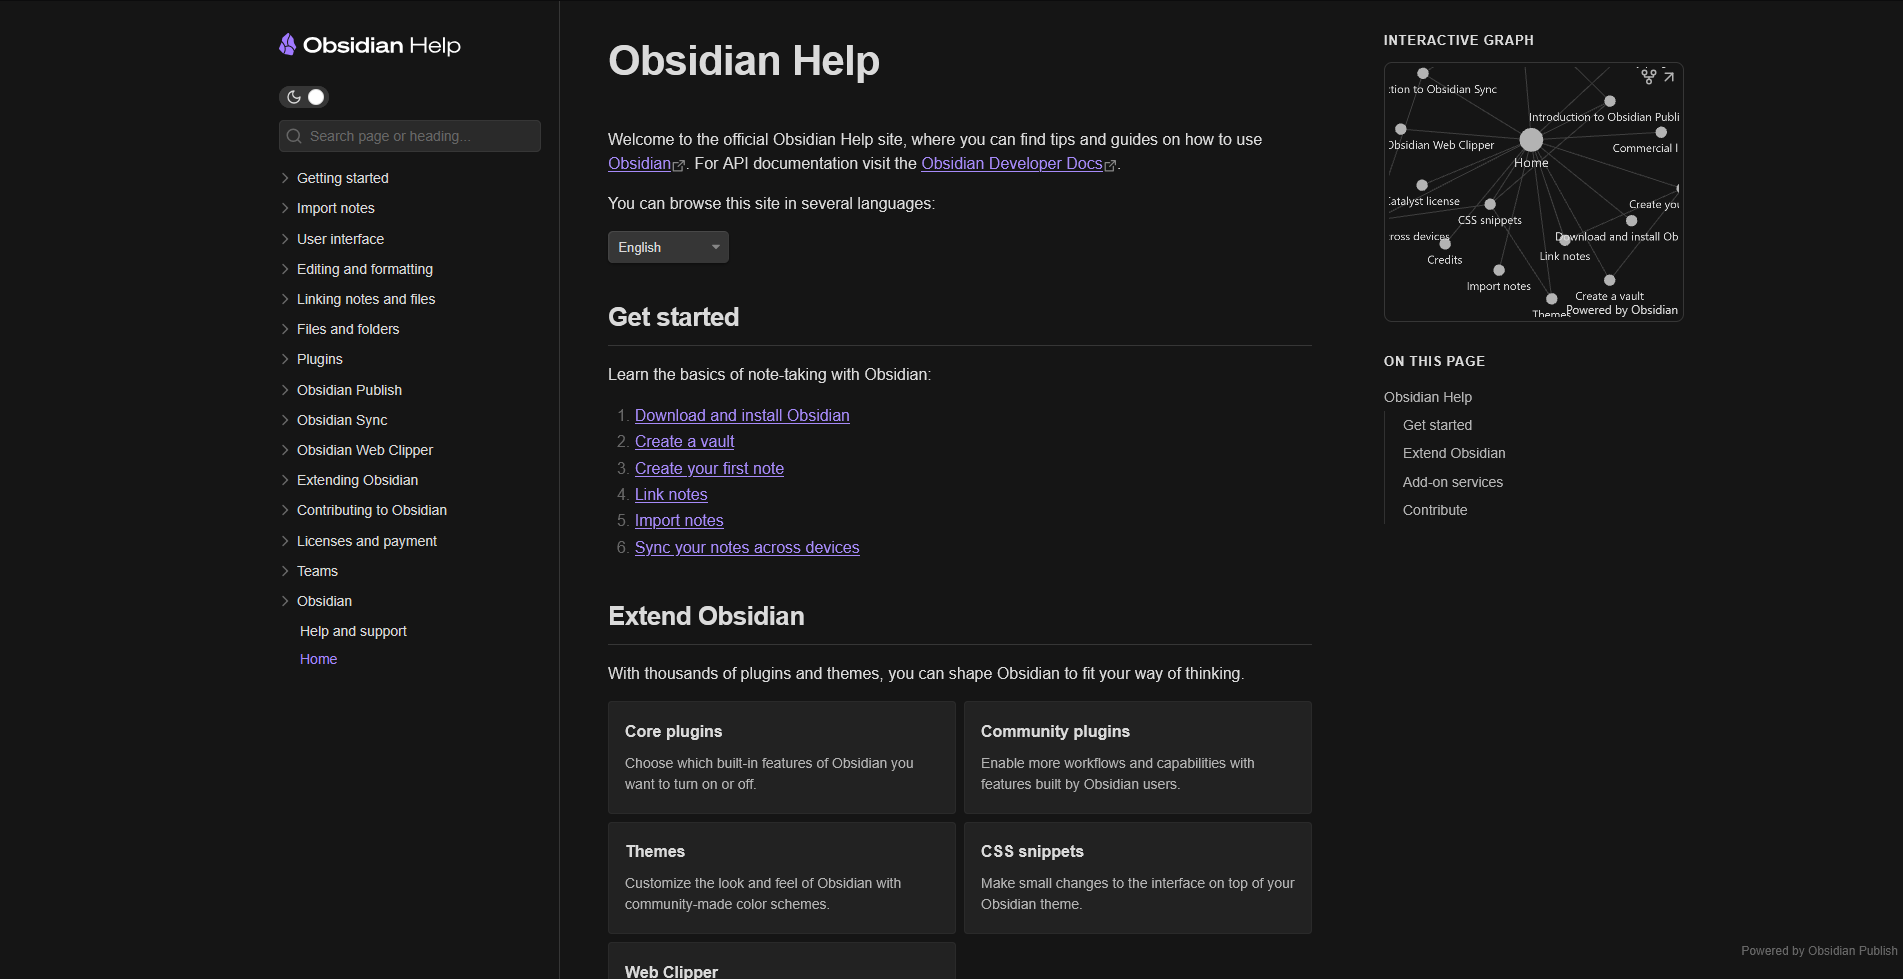 Obsidian Help
Search page or heading...
Getting started
Import notes
User interface
Editing and formatting
Linking notes and files
Files and folders
Plugins
Obsidian Publish
Obsidian Sync
Obsidian Web Clipper
Extending Obsidian
Contributing to Obsidian
Licenses and payment
Teams
Obsidian
Help and support
Home
Obsidian Help
Welcome to the official Obsidian Help site, where you can find tips and guides on how to use
Obsidian. For API documentation visit the Obsidian Developer Docs.
You can browse this site in several languages:
English
Get started
Learn the basics of note-taking with Obsidian:
1. Download and install Obsidian
2. Create a vault
3. Create your first note
4. Link notes
5. Import notes
6. Sync your notes across devices
Extend Obsidian
With thousands of plugins and themes, you can shape Obsidian to fit your way of thinking.
Core plugins
Choose which built-in features of Obsidian you
want to turn on or off.
Community plugins
Enable more workflows and capabilities with
features built by Obsidian users.
Themes
Customize the look and feel of Obsidian with
community-made color schemes.
CSS snippets
Make small changes to the interface on top of your
Obsidian theme.
Web Clipper
INTERACTIVE GRAPH
tion to Obsidian Sync
Introduction to Obsidian Publi
Obsidian Web Clipper
Commercial l
Home
Catalyst license
Create you
CSS snippets
ross devices
Download and install Ob
Credits
Link notes
Import notes
Create a vault
Themes
Powered by Obsidian
ON THIS PAGE
Obsidian Help
Get started
Extend Obsidian
Add-on services
Contribute
Powered by Obsidian Publish